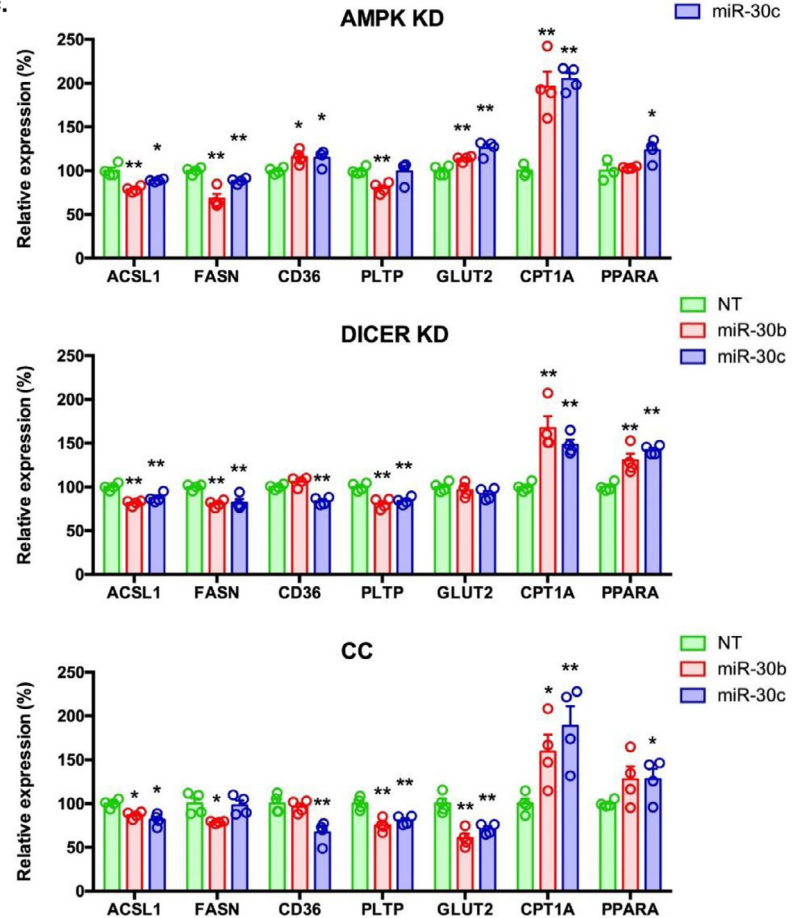 miR-30c
AMPK KD
Relative expression (%)
250
200
150
100
50
0
** * ** ** * * ** ** ** ** ** *
ACSL1 FASN CD36 PLTP GLUT2 CPT1A PPARA
NT
miR-30b
miR-30c
DICER KD
Relative expression (%)
250
200
150
100
50
0
** ** ** ** ** ** ** ** ** ** **
ACSL1 FASN CD36 PLTP GLUT2 CPT1A PPARA
NT
miR-30b
miR-30c
CC
Relative expression (%)
250
200
150
100
50
0
* * * ** ** ** ** ** * ** *
ACSL1 FASN CD36 PLTP GLUT2 CPT1A PPARA